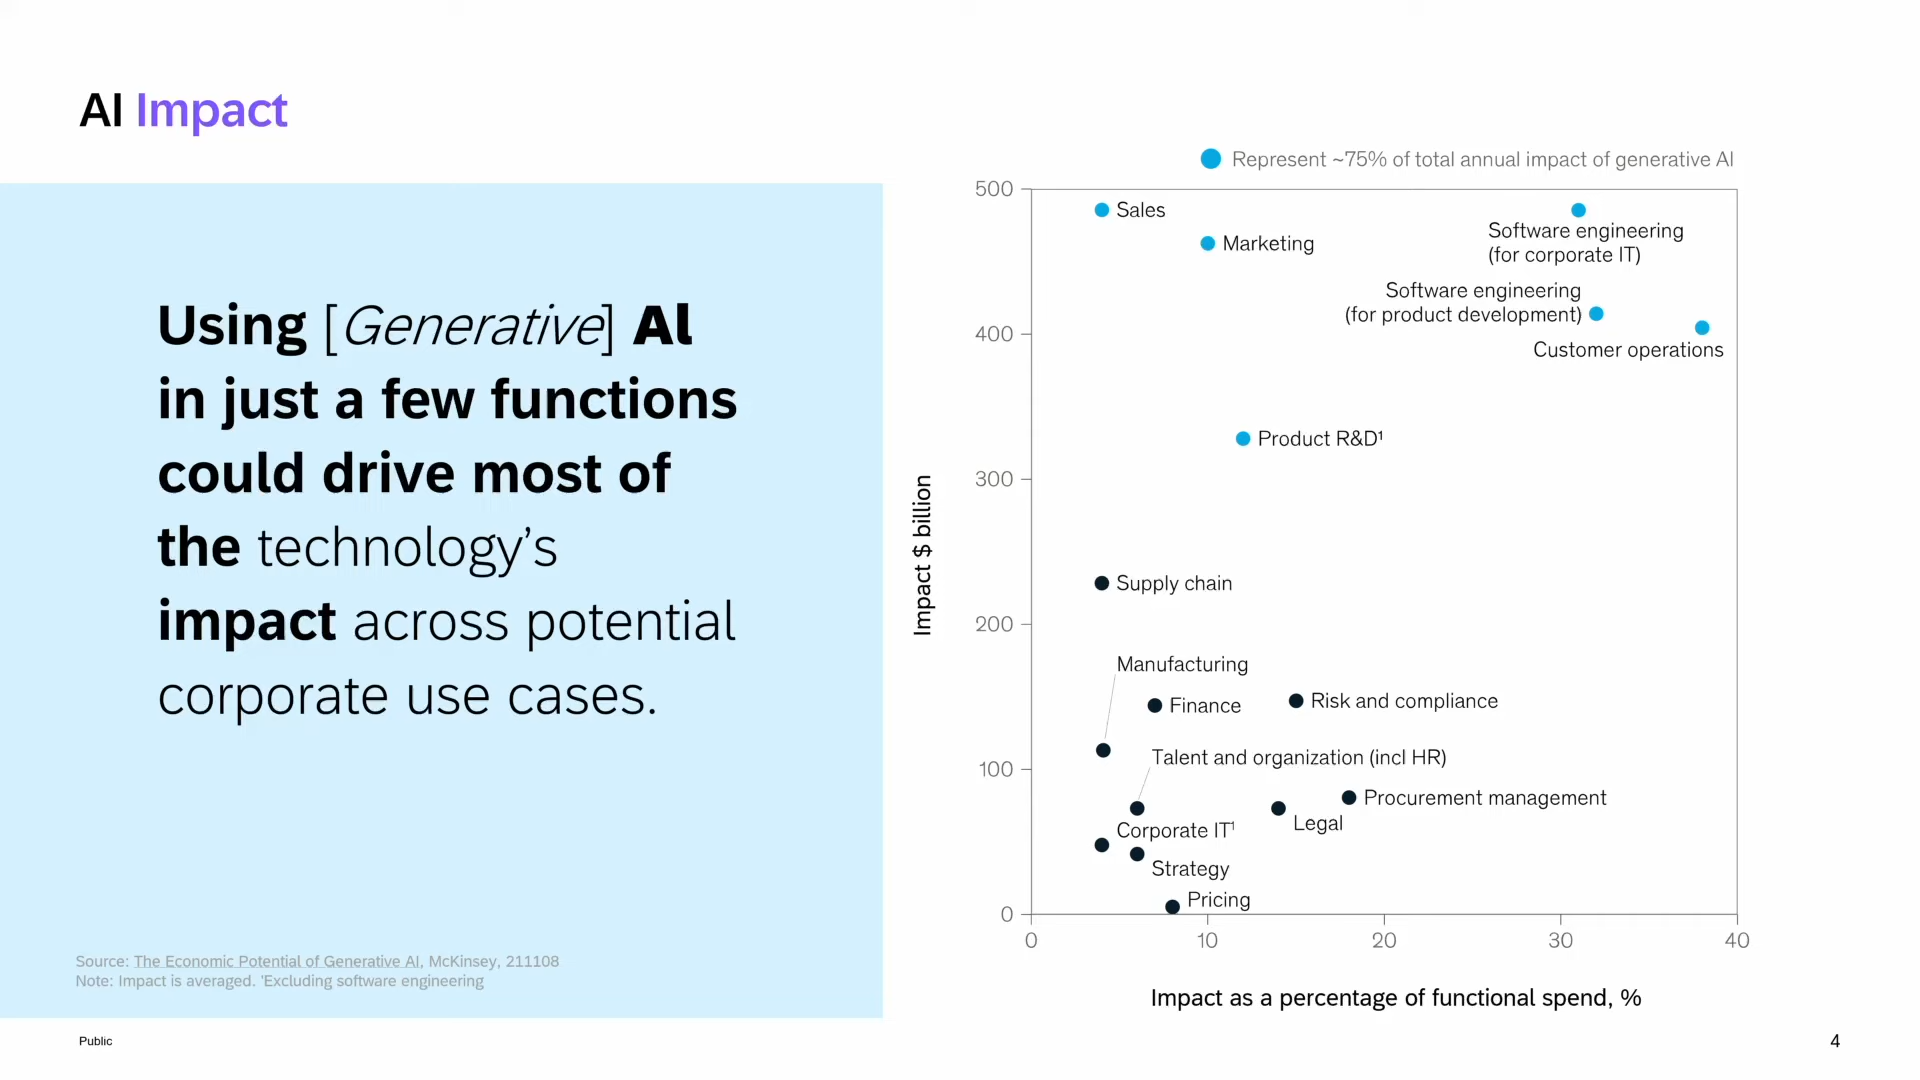 AI Impact
Using [Generative] AI
in just a few functions
could drive most of
the technology’s
impact across potential
corporate use cases.
Source: The Economic Potential of Generative AI, McKinsey, 211108
Note: Impact is averaged. ¹Excluding software engineering
Public
Represent ~75% of total annual impact of generative AI
500
400
300
200
100
0
Impact $ billion
Sales
Marketing
Software engineering
(for corporate IT)
Software engineering
(for product development)
Customer operations
Product R&D¹
Supply chain
Manufacturing
Finance
Risk and compliance
Talent and organization (incl HR)
Procurement management
Legal
Corporate IT¹
Strategy
Pricing
0
10
20
30
40
Impact as a percentage of functional spend, %
4